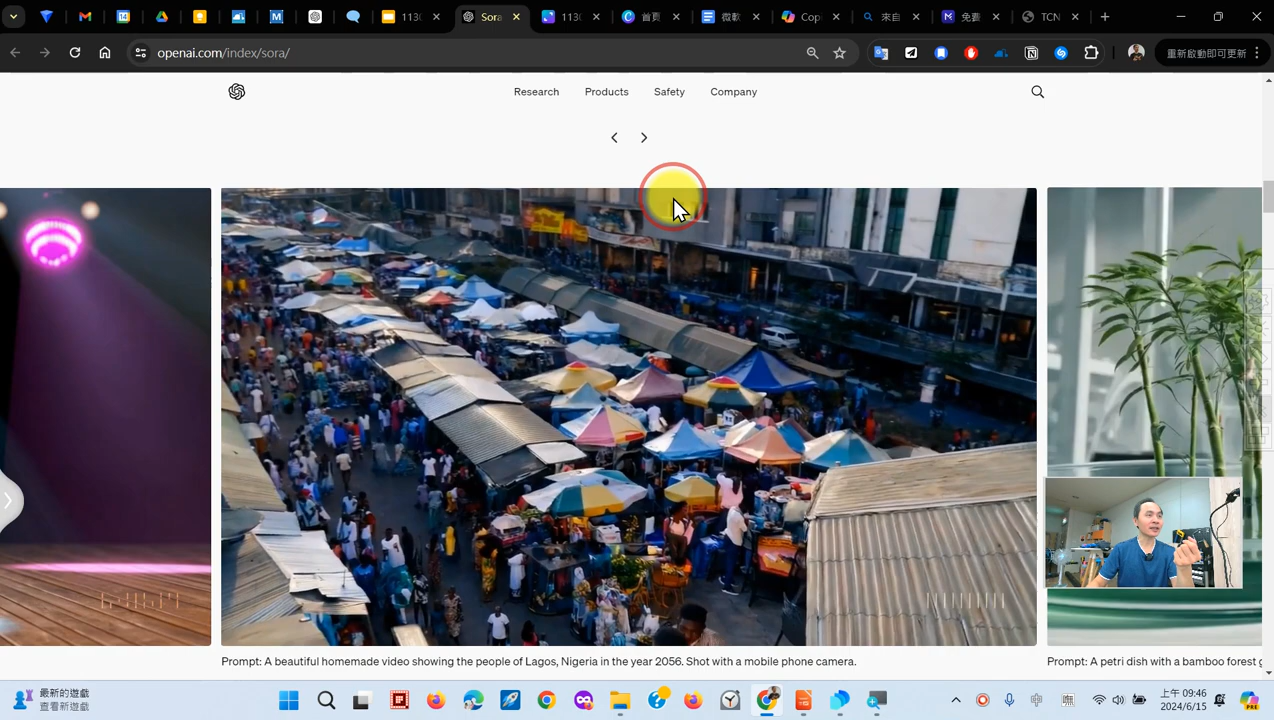 1130
Sora
1130
首頁
微軟
Cop
來自
免費
TCN
openai.com/index/sora/
重新啟動即可更新
Research
Products
Safety
Company
Prompt: A beautiful homemade video showing the people of Lagos, Nigeria in the year 2056. Shot with a mobile phone camera.
Prompt: A petri dish with a bamboo forest g
最新的遊戲
查看新遊戲
上午 09:46
2024/6/15